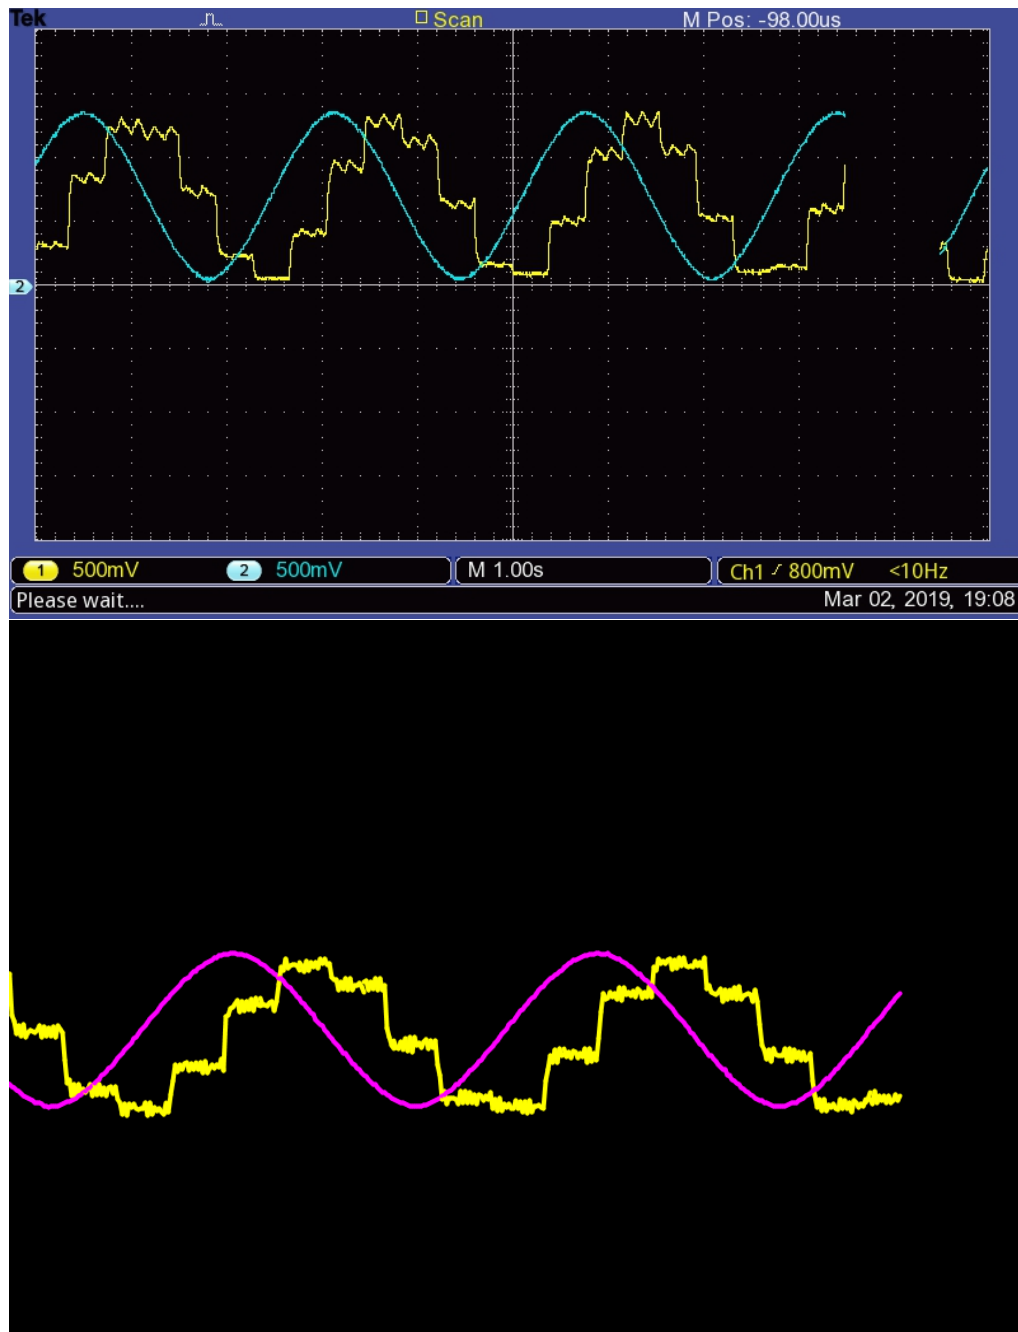 Tek Scan M Pos: -98.00us
2
1 500mV 2 500mV M 1.00s Ch1 800mV <10Hz
Please wait.... Mar 02, 2019, 19:08